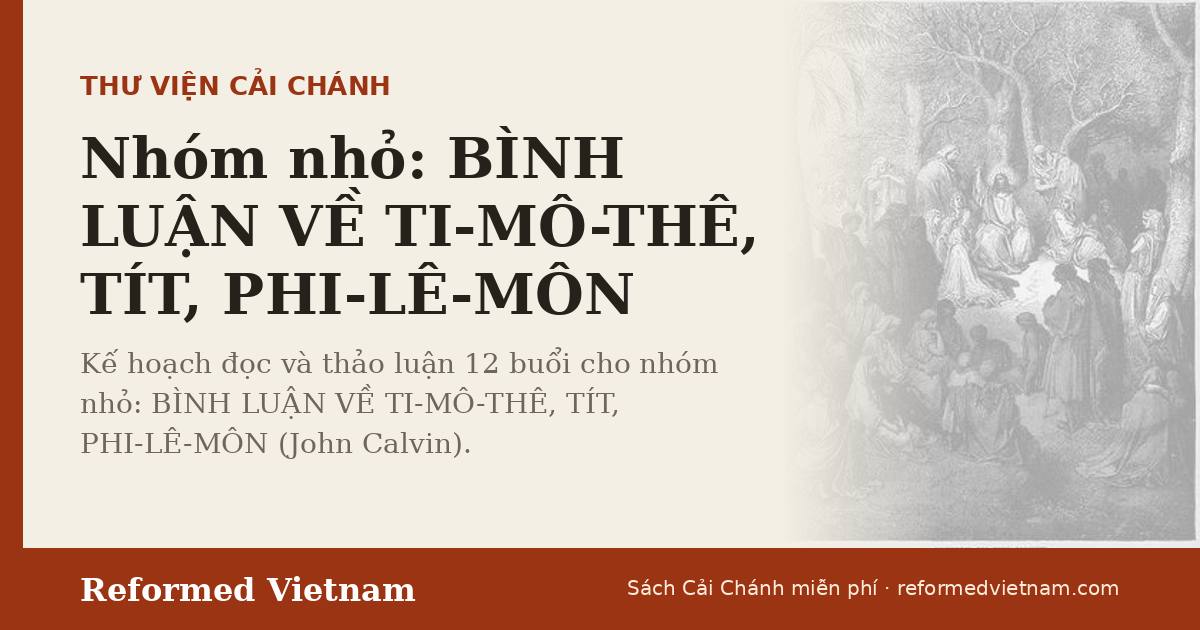 THƯ VIỆN CẢI CHÁNH
Nhóm nhỏ: BÌNH
LUẬN VỀ TI-MÔ-THÊ,
TÍT, PHI-LÊ-MÔN
Kế hoạch đọc và thảo luận 12 buổi cho nhóm
nhỏ: BÌNH LUẬN VỀ TI-MÔ-THÊ, TÍT,
PHI-LÊ-MÔN (John Calvin).
Reformed Vietnam
Sách Cải Chánh miễn phí · reformedvietnam.com